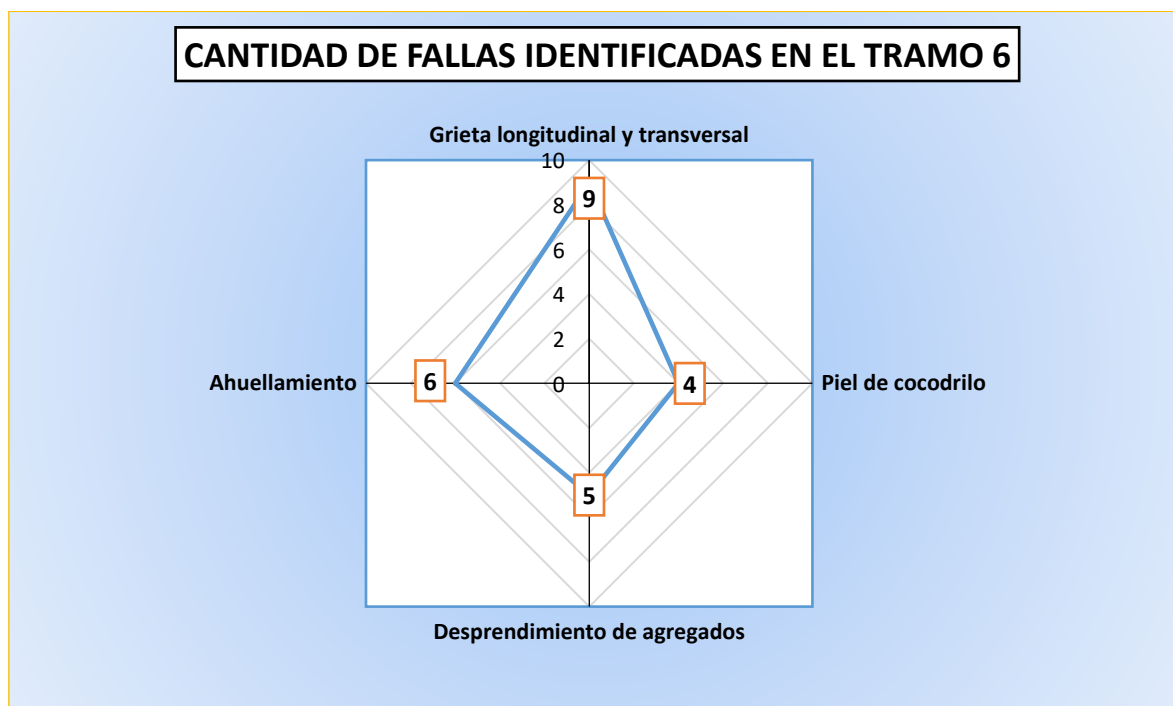 CANTIDAD DE FALLAS IDENTIFICADAS EN EL TRAMO 6
Grieta longitudinal y transversal
10
9
8
6
4
2
0
Ahuellamiento
6
4
Piel de cocodrilo
5
Desprendimiento de agregados